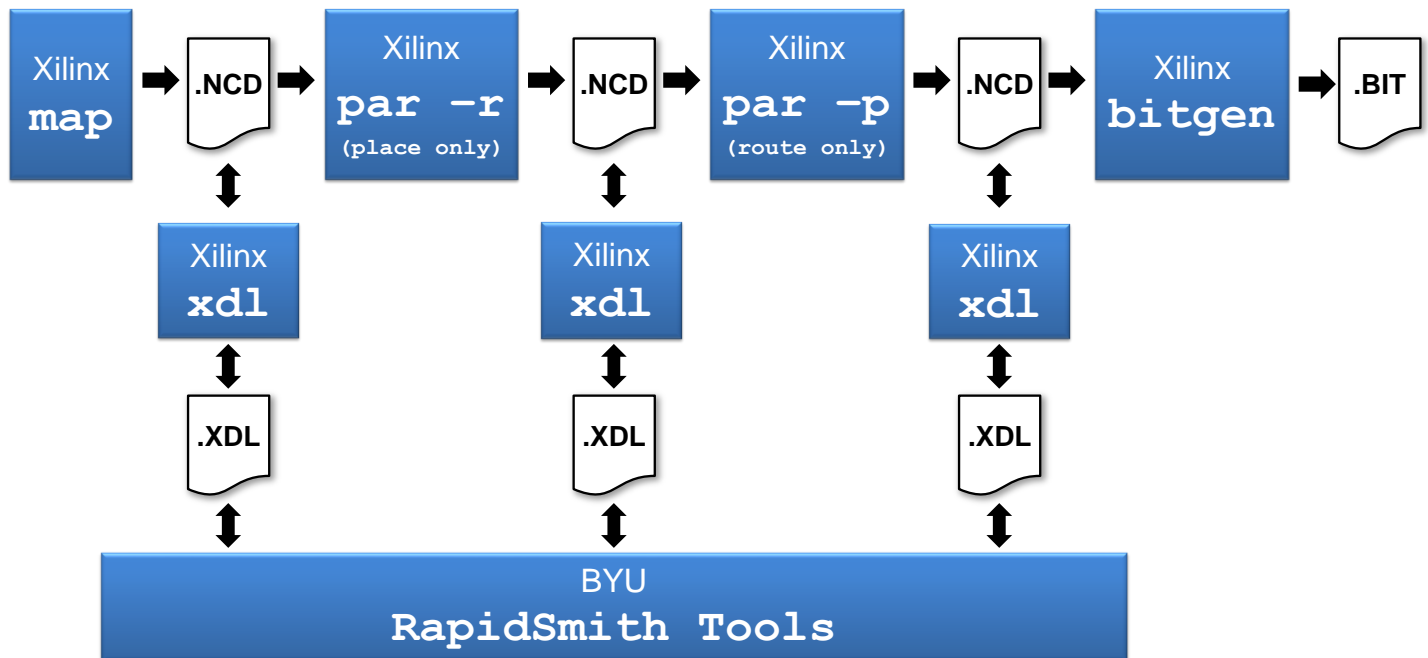 Xilinx
map
.NCD
Xilinx
par –r
(place only)
.NCD
Xilinx
par –p
(route only)
.NCD
Xilinx
bitgen
.BIT
Xilinx
xdl
Xilinx
xdl
Xilinx
xdl
.XDL
.XDL
.XDL
BYU
RapidSmith Tools